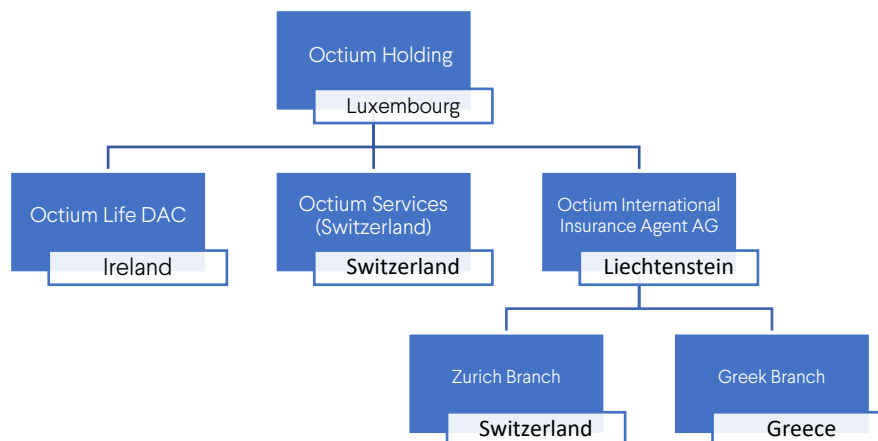 Octium Holding
Luxembourg
Octium Life DAC
Ireland
Octium Services
(Switzerland)
Switzerland
Octium International
Insurance Agent AG
Liechtenstein
Zurich Branch
Switzerland
Greek Branch
Greece